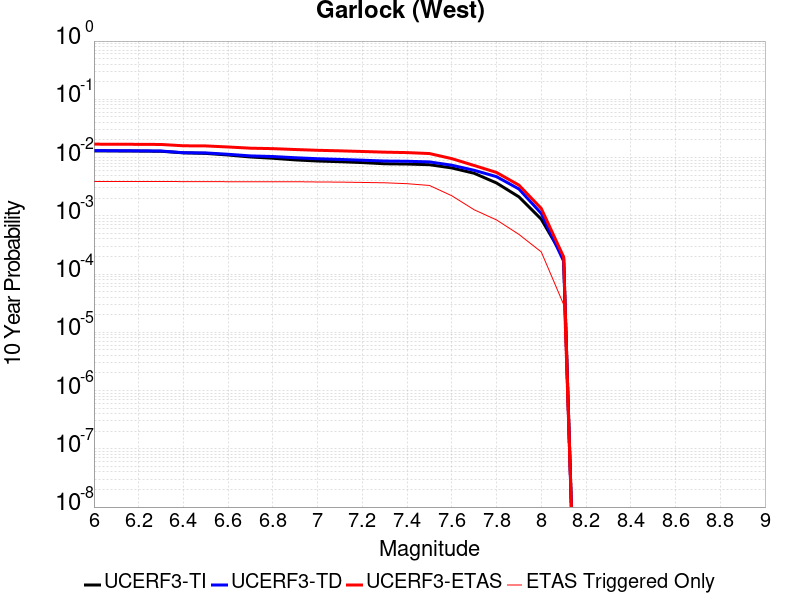 Garlock (West)
10 0
10 -1
10 -2
10 -3
10 -4
10 -5
10 -6
10 -7
10 -8
10 Year Probability
6 6.2 6.4 6.6 6.8 7 7.2 7.4 7.6 7.8 8 8.2 8.4 8.6 8.8 9
Magnitude
UCERF3-TI UCERF3-TD UCERF3-ETAS ETAS Triggered Only